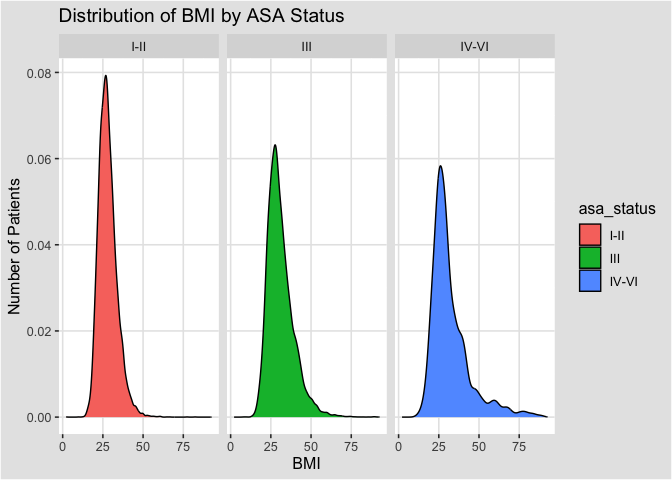 Distribution of BMI by ASA Status
I-II
III
IV-VI
Number of Patients
0.08
0.06
0.04
0.02
0.00
0 25 50 75
0 25 50 75
0 25 50 75
BMI
asa_status
I-II
III
IV-VI